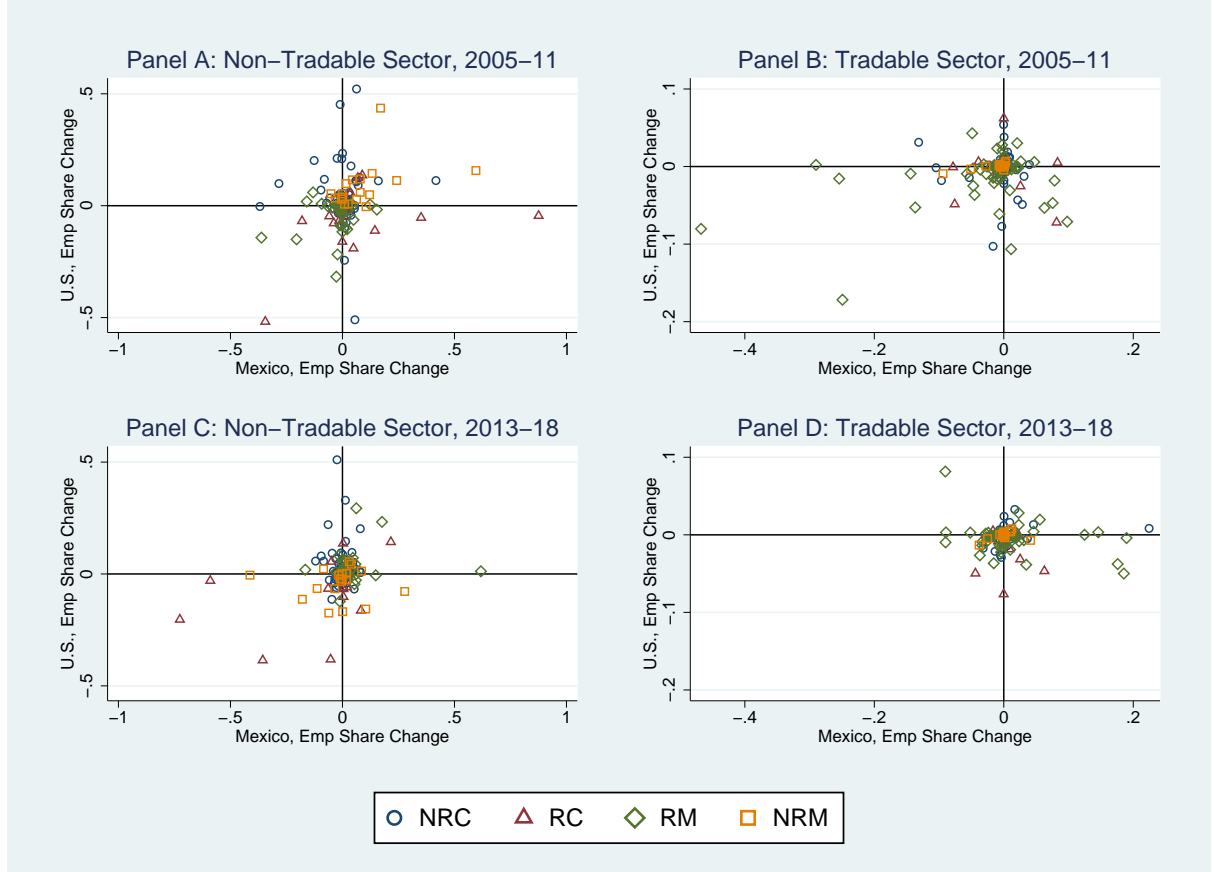 Panel A: Non−Tradable Sector, 2005−11
U.S., Emp Share Change
.5
0
−.5
−1 −.5 0 .5 1
Mexico, Emp Share Change
Panel B: Tradable Sector, 2005−11
U.S., Emp Share Change
.1
0
−.1
−.2
−.4 −.2 0 .2
Mexico, Emp Share Change
Panel C: Non−Tradable Sector, 2013−18
U.S., Emp Share Change
.5
0
−.5
−1 −.5 0 .5 1
Mexico, Emp Share Change
Panel D: Tradable Sector, 2013−18
U.S., Emp Share Change
.1
0
−.1
−.2
−.4 −.2 0 .2
Mexico, Emp Share Change
NRC RC RM NRM